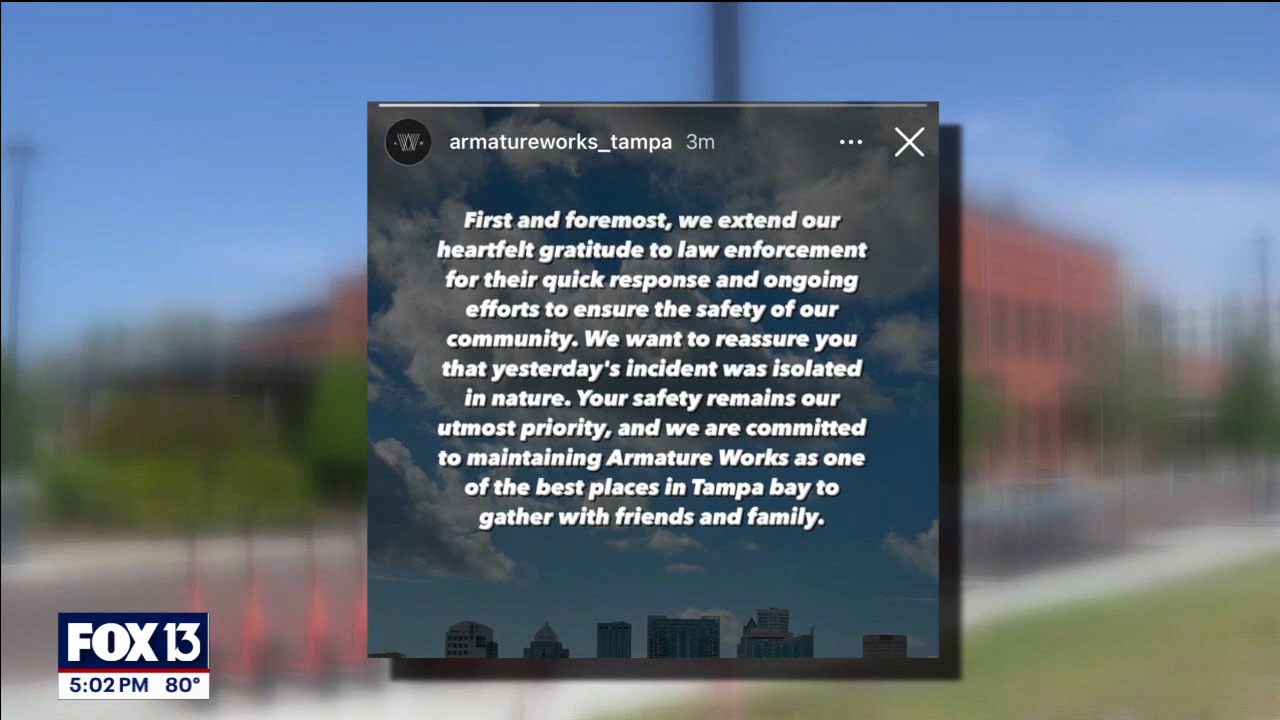 armatureworks_tampa 3m
First and foremost, we extend our
heartfelt gratitude to law enforcement
for their quick response and ongoing
efforts to ensure the safety of our
community. We want to reassure you
that yesterday's incident was isolated
in nature. Your safety remains our
utmost priority, and we are committed
to maintaining Armature Works as one
of the best places in Tampa bay to
gather with friends and family.
FOX 13
5:02 PM 80°